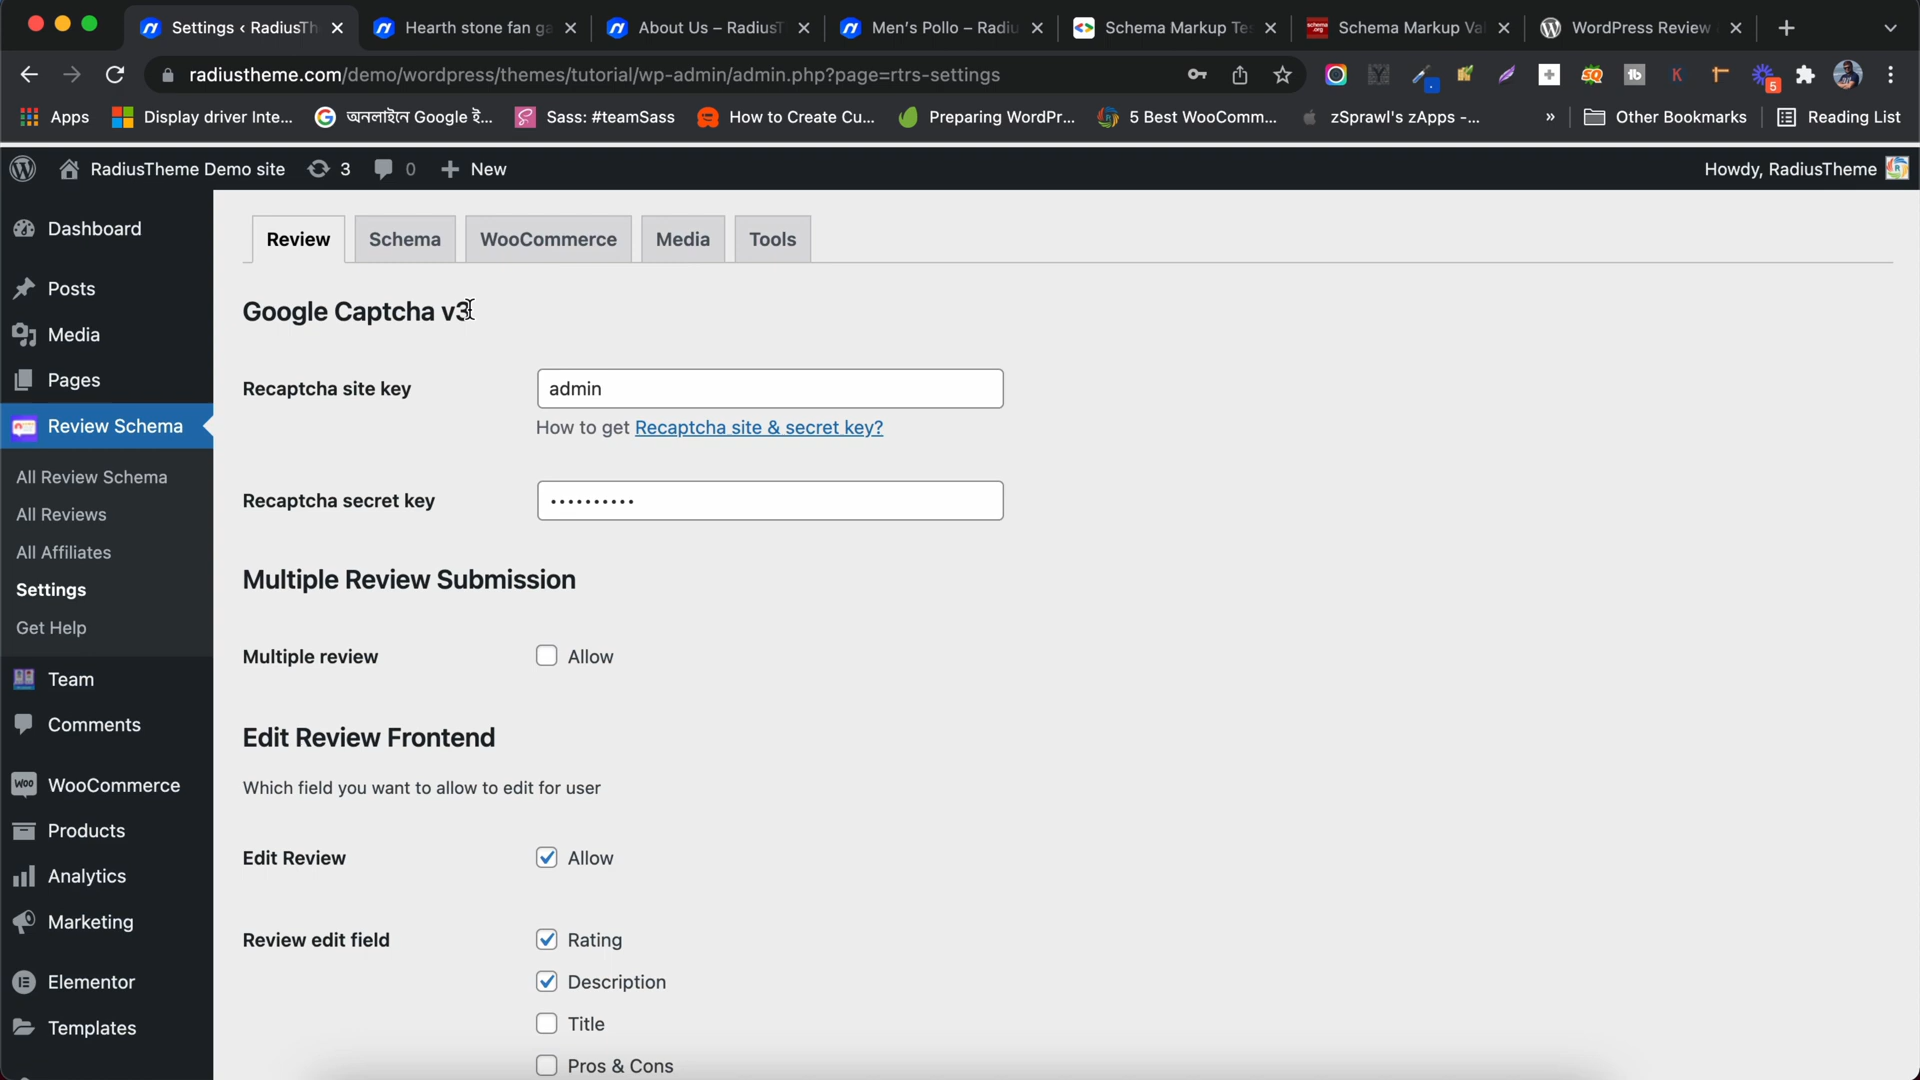 Settings ‹ RadiusTh
Hearth stone fan ga
About Us – RadiusT
Men's Pollo – Radiu
Schema Markup Te
Schema Markup Va
WordPress Review
radiustheme.com/demo/wordpress/themes/tutorial/wp-admin/admin.php?page=rtrs-settings
5
Apps
Display driver Inte...
অনলাইনে Google ই...
Sass: #teamSass
How to Create Cu...
Preparing WordPr...
5 Best WooComm...
zSprawl's zApps -...
»
Other Bookmarks
Reading List
RadiusTheme Demo site
3
0
New
Howdy, RadiusTheme
Dashboard
Posts
Media
Pages
Review Schema
All Review Schema
All Reviews
All Affiliates
Settings
Get Help
Team
Comments
WooCommerce
Products
Analytics
Marketing
Elementor
Templates
Review
Schema
WooCommerce
Media
Tools
Google Captcha v3
Recaptcha site key
admin
How to get Recaptcha site & secret key?
Recaptcha secret key
Multiple Review Submission
Multiple review
Allow
Edit Review Frontend
Which field you want to allow to edit for user
Edit Review
Allow
Review edit field
Rating
Description
Title
Pros & Cons